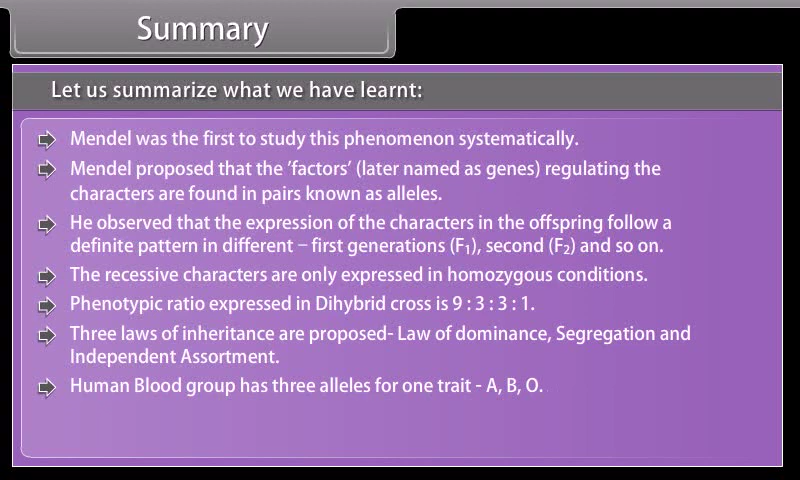 Summary
Let us summarize what we have learnt:
Mendel was the first to study this phenomenon systematically.
Mendel proposed that the ‘factors’ (later named as genes) regulating the
characters are found in pairs known as alleles.
He observed that the expression of the characters in the offspring follow a
definite pattern in different – first generations (F₁), second (F₂) and so on.
The recessive characters are only expressed in homozygous conditions.
Phenotypic ratio expressed in Dihybrid cross is 9 : 3 : 3 : 1.
Three laws of inheritance are proposed- Law of dominance, Segregation and
Independent Assortment.
Human Blood group has three alleles for one trait - A, B, O.